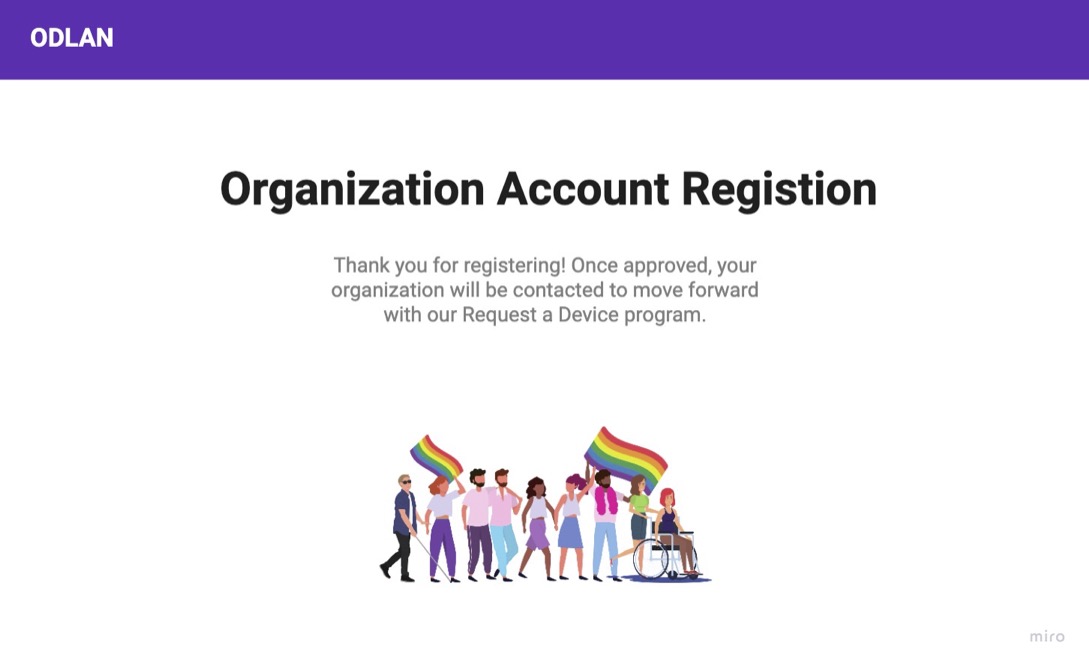 ODLAN
Organization Account Registion
Thank you for registering! Once approved, your
organization will be contacted to move forward
with our Request a Device program.
miro